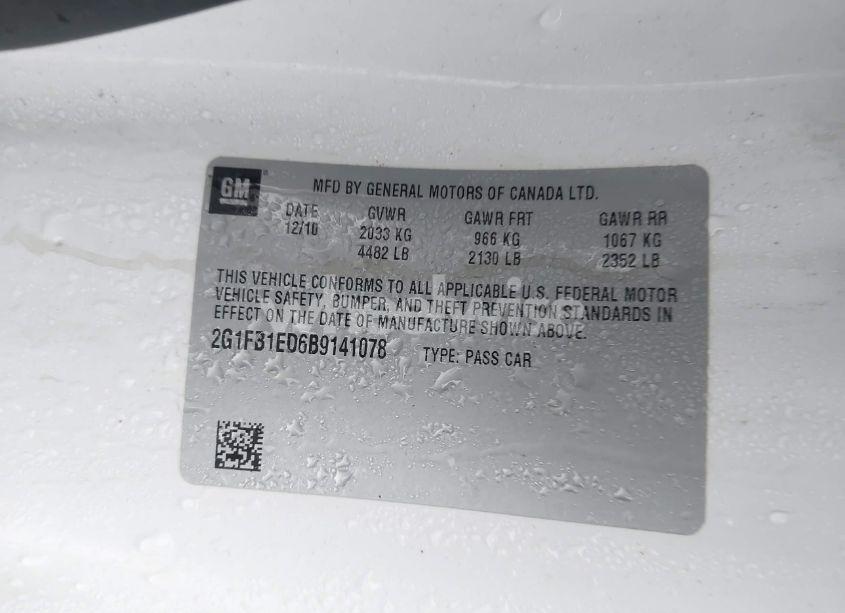 GM
MFD BY GENERAL MOTORS OF CANADA LTD.
DATE GVWR GAWR FRT GAWR RR
12/10 2033 KG 966 KG 1067 KG
4482 LB 2130 LB 2352 LB
THIS VEHICLE CONFORMS TO ALL APPLICABLE U.S. FEDERAL MOTOR
VEHICLE SAFETY, BUMPER, AND THEFT PREVENTION STANDARDS IN
EFFECT ON THE DATE OF MANUFACTURE SHOWN ABOVE.
2G1FB1ED6B9141078 TYPE: PASS CAR